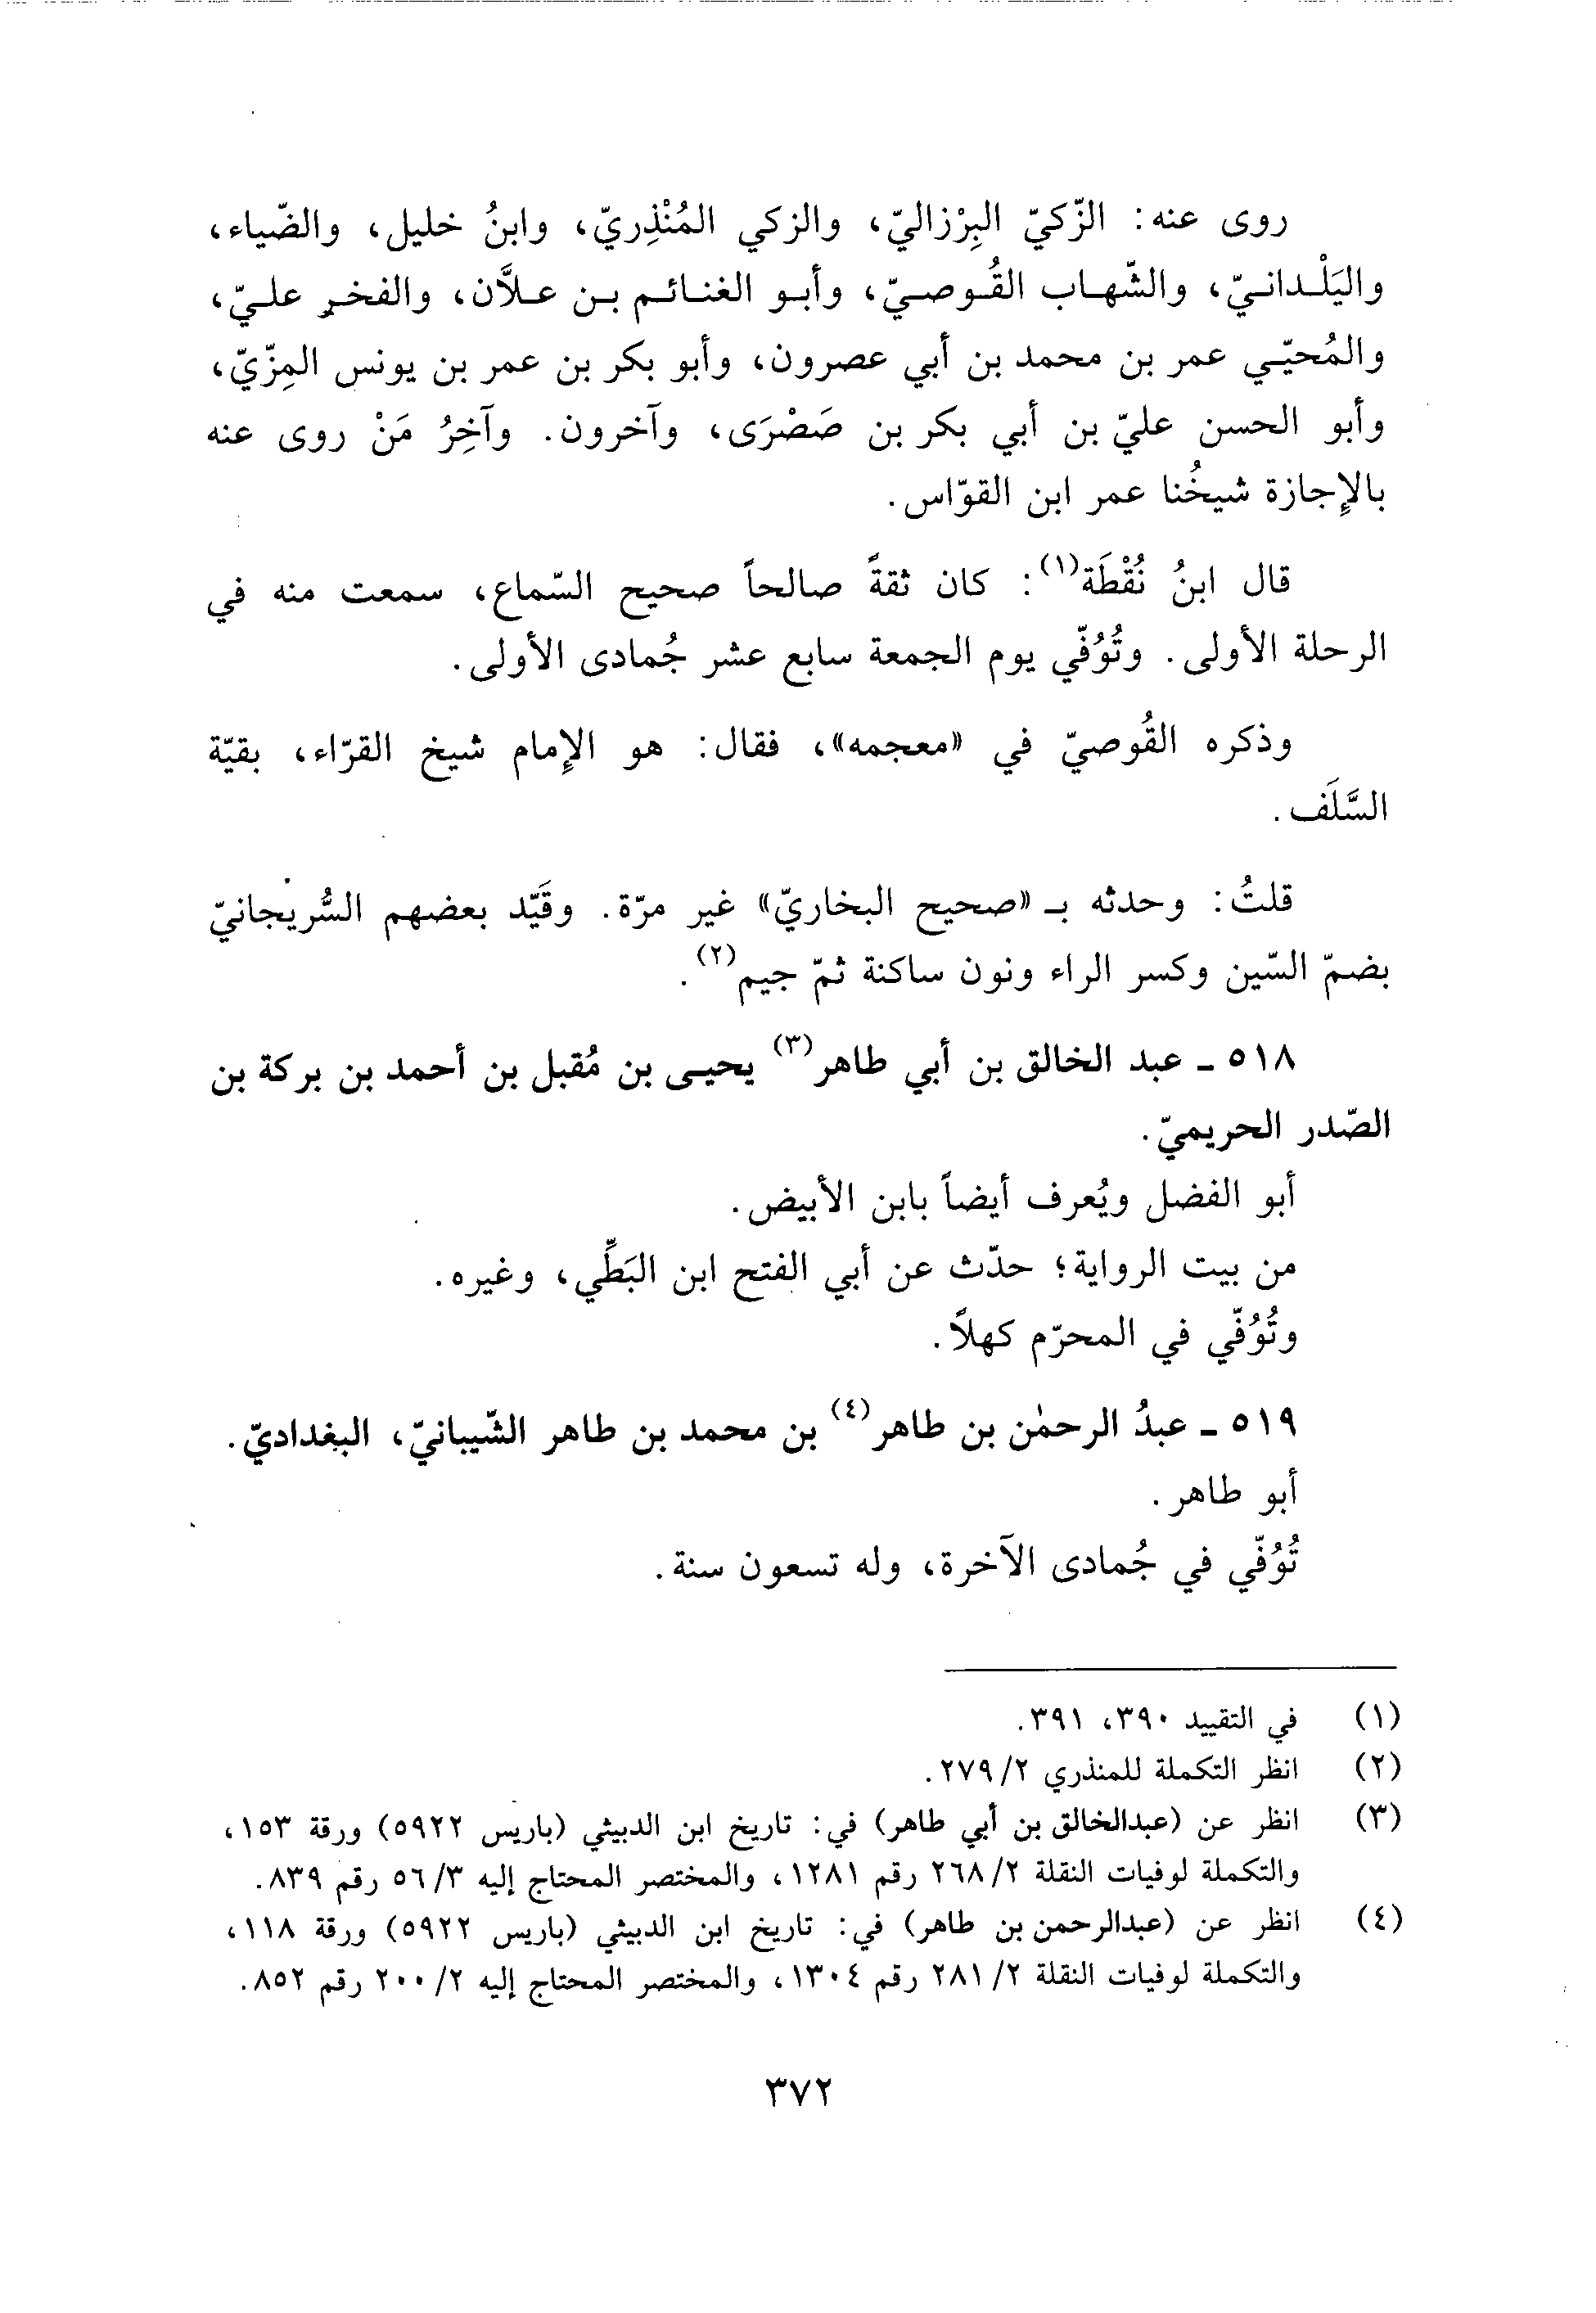 روى عنه: الزّكيّ البِرْزاليّ، والزكي المُنْذِريّ، وابنُ خليل، والضّياء،
واليَلْدانيّ، والشّهاب القُوصيّ، وأبو الغنائم بن علاَّن، والفخر عليّ،
والمُحيّي عمر بن محمد بن أبي عصرون، وأبو بكر بن عمر بن يونس المِزّيّ،
وأبو الحسن عليّ بن أبي بكر بن صَصْرَى، وآخرون. وآخِرُ مَنْ روى عنه
بالإِجازة شيخُنا عمر ابن القوّاس.
قال ابنُ نُقْطَة(١): كان ثقةً صالحاً صحيح السّماع، سمعت منه في
الرحلة الأولى. وتُوُفّي يوم الجمعة سابع عشر جُمادى الأولى.
وذكره القُوصيّ في «معجمه»، فقال: هو الإِمام شيخ القرّاء، بقيّة
السَّلَف.
قلتُ: وحدثه بـ «صحيح البخاريّ» غير مرّة. وقَيّد بعضهم السُّريجانيّ
بضمّ السّين وكسر الراء ونون ساكنة ثمّ جيم(٢).
٥١٨ ـ عبد الخالق بن أبي طاهر(٣) يحيى بن مُقبل بن أحمد بن بركة بن
الصّدر الحريميّ.
أبو الفضل ويُعرف أيضاً بابن الأبيض.
من بيت الرواية؛ حدّث عن أبي الفتح ابن البَطِّي، وغيره.
وتُوُفّي في المحرّم كهلاً.
٥١٩ ـ عبدُ الرحمٰن بن طاهر(٤) بن محمد بن طاهر الشّيبانيّ، البغداديّ.
أبو طاهر.
تُوُفّي في جُمادى الآخرة، وله تسعون سنة.
(١) في التقييد ٣٩٠، ٣٩١.
(٢) انظر التكملة للمنذري ٢/ ٢٧٩.
(٣) انظر عن (عبدالخالق بن أبي طاهر) في: تاريخ ابن الدبيثي (باريس ٥٩٢٢) ورقة ١٥٣،
والتكملة لوفيات النقلة ٢/ ٢٦٨ رقم ١٢٨١، والمختصر المحتاج إليه ٣/ ٥٦ رقم ٨٣٩.
(٤) انظر عن (عبدالرحمن بن طاهر) في: تاريخ ابن الدبيثي (باريس ٥٩٢٢) ورقة ١١٨،
والتكملة لوفيات النقلة ٢/ ٢٨١ رقم ١٣٠٤، والمختصر المحتاج إليه ٢/ ٢٠٠ رقم ٨٥٢.
٣٧٢